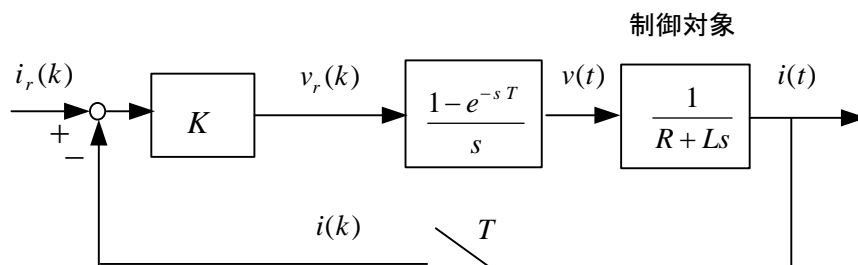 制御対象
i_r(k)
K
v_r(k)
1-e^{-sT}
s
v(t)
1
R+Ls
i(t)
+
−
i(k)
T